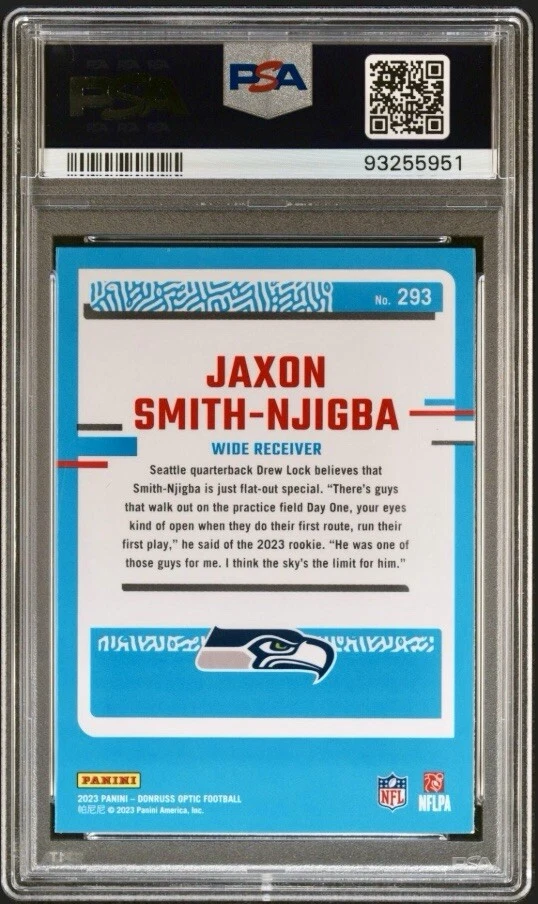 PSA
PSA
93255951
No. 293
JAXON
SMITH-NJIGBA
WIDE RECEIVER
Seattle quarterback Drew Lock believes that
Smith-Njigba is just flat-out special. “There's guys
that walk out on the practice field Day One, your eyes
kind of open when they do their first route, run their
first play,” he said of the 2023 rookie. “He was one of
those guys for me. I think the sky's the limit for him.”
PANINI
2023 PANINI – DONRUSS OPTIC FOOTBALL
帕尼尼 © 2023 Panini America, Inc.
NFL
NFLPA
PSA